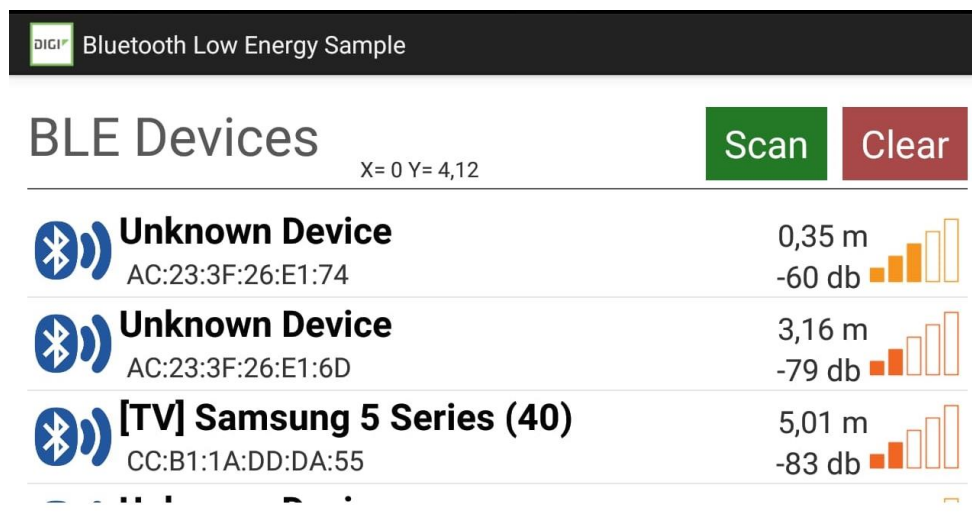 DIGI Bluetooth Low Energy Sample
BLE Devices
X= 0 Y= 4,12
Scan Clear
Unknown Device
AC:23:3F:26:E1:74
0,35 m
-60 db
Unknown Device
AC:23:3F:26:E1:6D
3,16 m
-79 db
[TV] Samsung 5 Series (40)
CC:B1:1A:DD:DA:55
5,01 m
-83 db